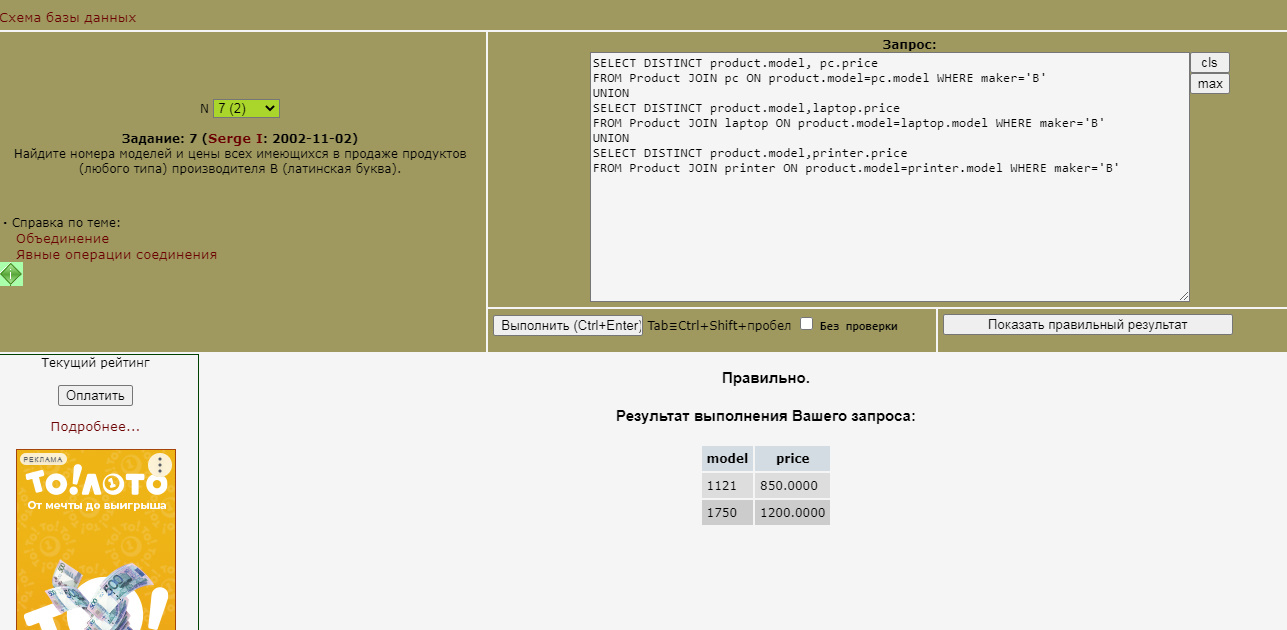 Схема базы данных
N 7 (2)
Задание: 7 (Serge I: 2002-11-02)
Найдите номера моделей и цены всех имеющихся в продаже продуктов
(любого типа) производителя B (латинская буква).
· Справка по теме:
Объединение
Явные операции соединения
Запрос:
SELECT DISTINCT product.model, pc.price
FROM Product JOIN pc ON product.model=pc.model WHERE maker='B'
UNION
SELECT DISTINCT product.model,laptop.price
FROM Product JOIN laptop ON product.model=laptop.model WHERE maker='B'
UNION
SELECT DISTINCT product.model,printer.price
FROM Product JOIN printer ON product.model=printer.model WHERE maker='B'
cls
max
Выполнить (Ctrl+Enter) Tab≡Ctrl+Shift+пробел Без проверки
Показать правильный результат
Текущий рейтинг
Оплатить
Подробнее...
РЕКЛАМА
ТО!ЛОТО
От мечты до выигрыша
Правильно.
Результат выполнения Вашего запроса:
model price
1121 850.0000
1750 1200.0000